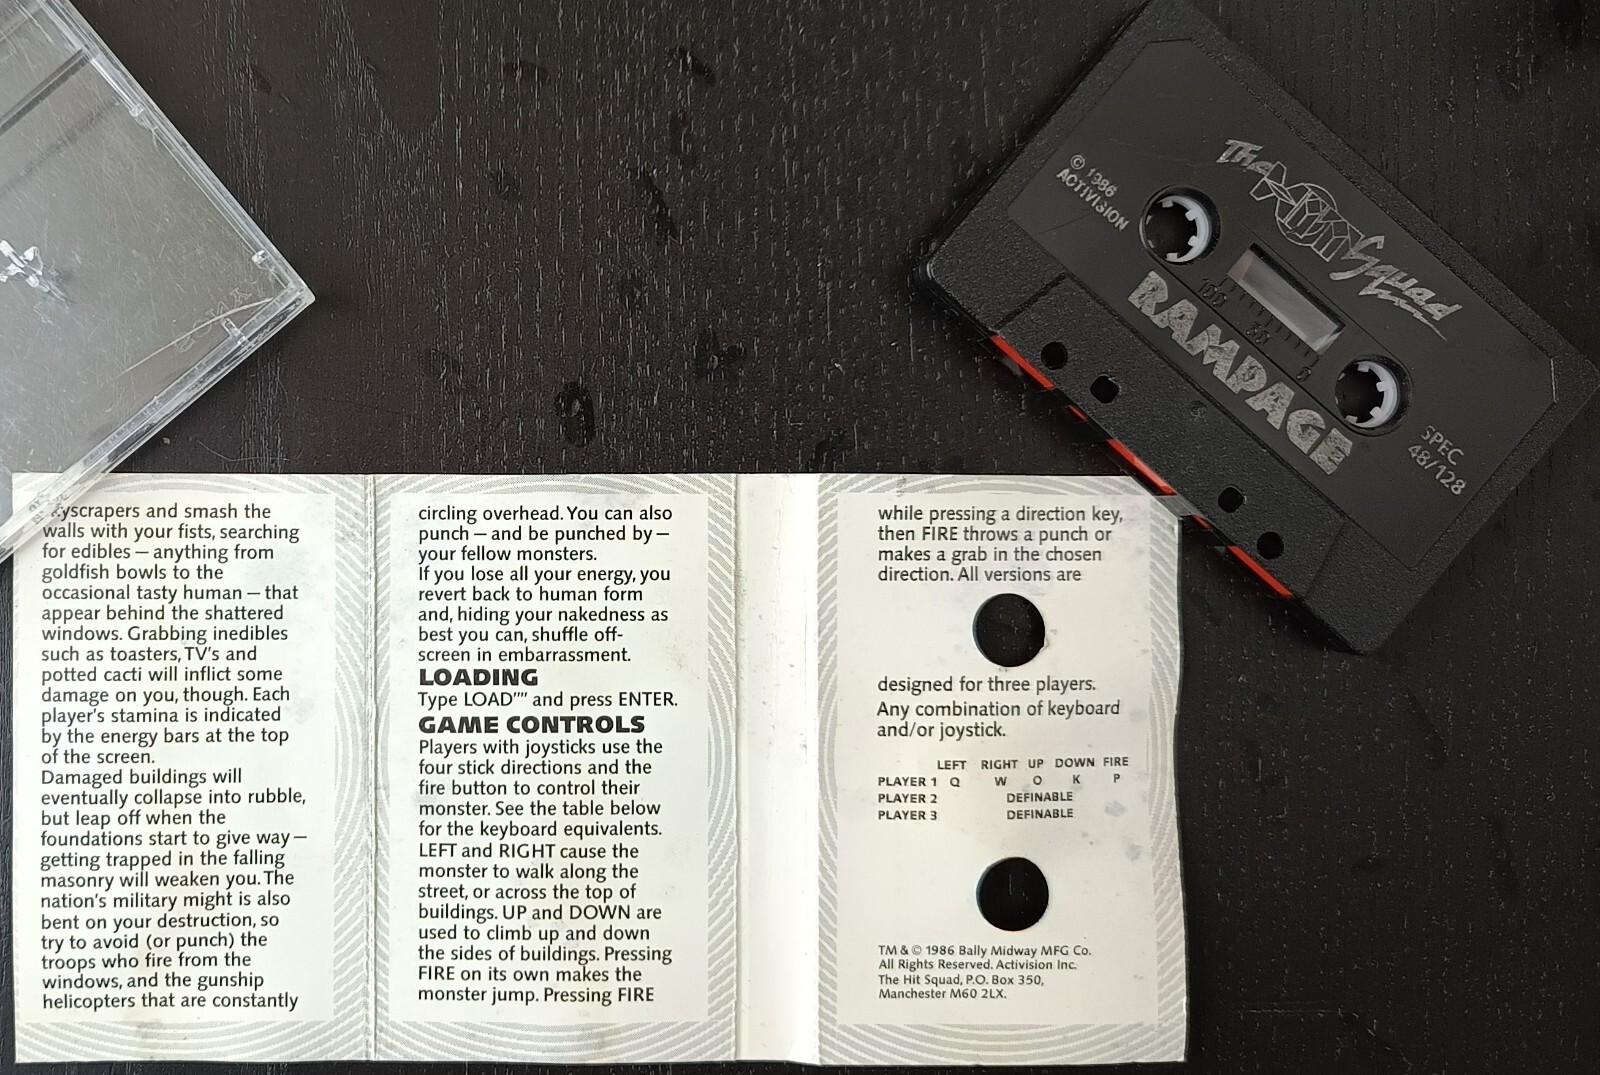 © 1986
ACTIVISION
The Hit Squad
100
50
0
RAMPAGE
SPEC
48/128
skyscrapers and smash the
walls with your fists, searching
for edibles – anything from
goldfish bowls to the
occasional tasty human – that
appear behind the shattered
windows. Grabbing inedibles
such as toasters, TV's and
potted cacti will inflict some
damage on you, though. Each
player's stamina is indicated
by the energy bars at the top
of the screen.
Damaged buildings will
eventually collapse into rubble,
but leap off when the
foundations start to give way –
getting trapped in the falling
masonry will weaken you. The
nation's military might is also
bent on your destruction, so
try to avoid (or punch) the
troops who fire from the
windows, and the gunship
helicopters that are constantly
circling overhead. You can also
punch – and be punched by –
your fellow monsters.
If you lose all your energy, you
revert back to human form
and, hiding your nakedness as
best you can, shuffle off-
screen in embarrassment.
LOADING
Type LOAD"" and press ENTER.
GAME CONTROLS
Players with joysticks use the
four stick directions and the
fire button to control their
monster. See the table below
for the keyboard equivalents.
LEFT and RIGHT cause the
monster to walk along the
street, or across the top of
buildings. UP and DOWN are
used to climb up and down
the sides of buildings. Pressing
FIRE on its own makes the
monster jump. Pressing FIRE
while pressing a direction key,
then FIRE throws a punch or
makes a grab in the chosen
direction. All versions are
designed for three players.
Any combination of keyboard
and/or joystick.
LEFT RIGHT UP DOWN FIRE
PLAYER 1 Q W O K P
PLAYER 2 DEFINABLE
PLAYER 3 DEFINABLE
TM & © 1986 Bally Midway MFG Co.
All Rights Reserved. Activision Inc.
The Hit Squad, P.O. Box 350,
Manchester M60 2LX.